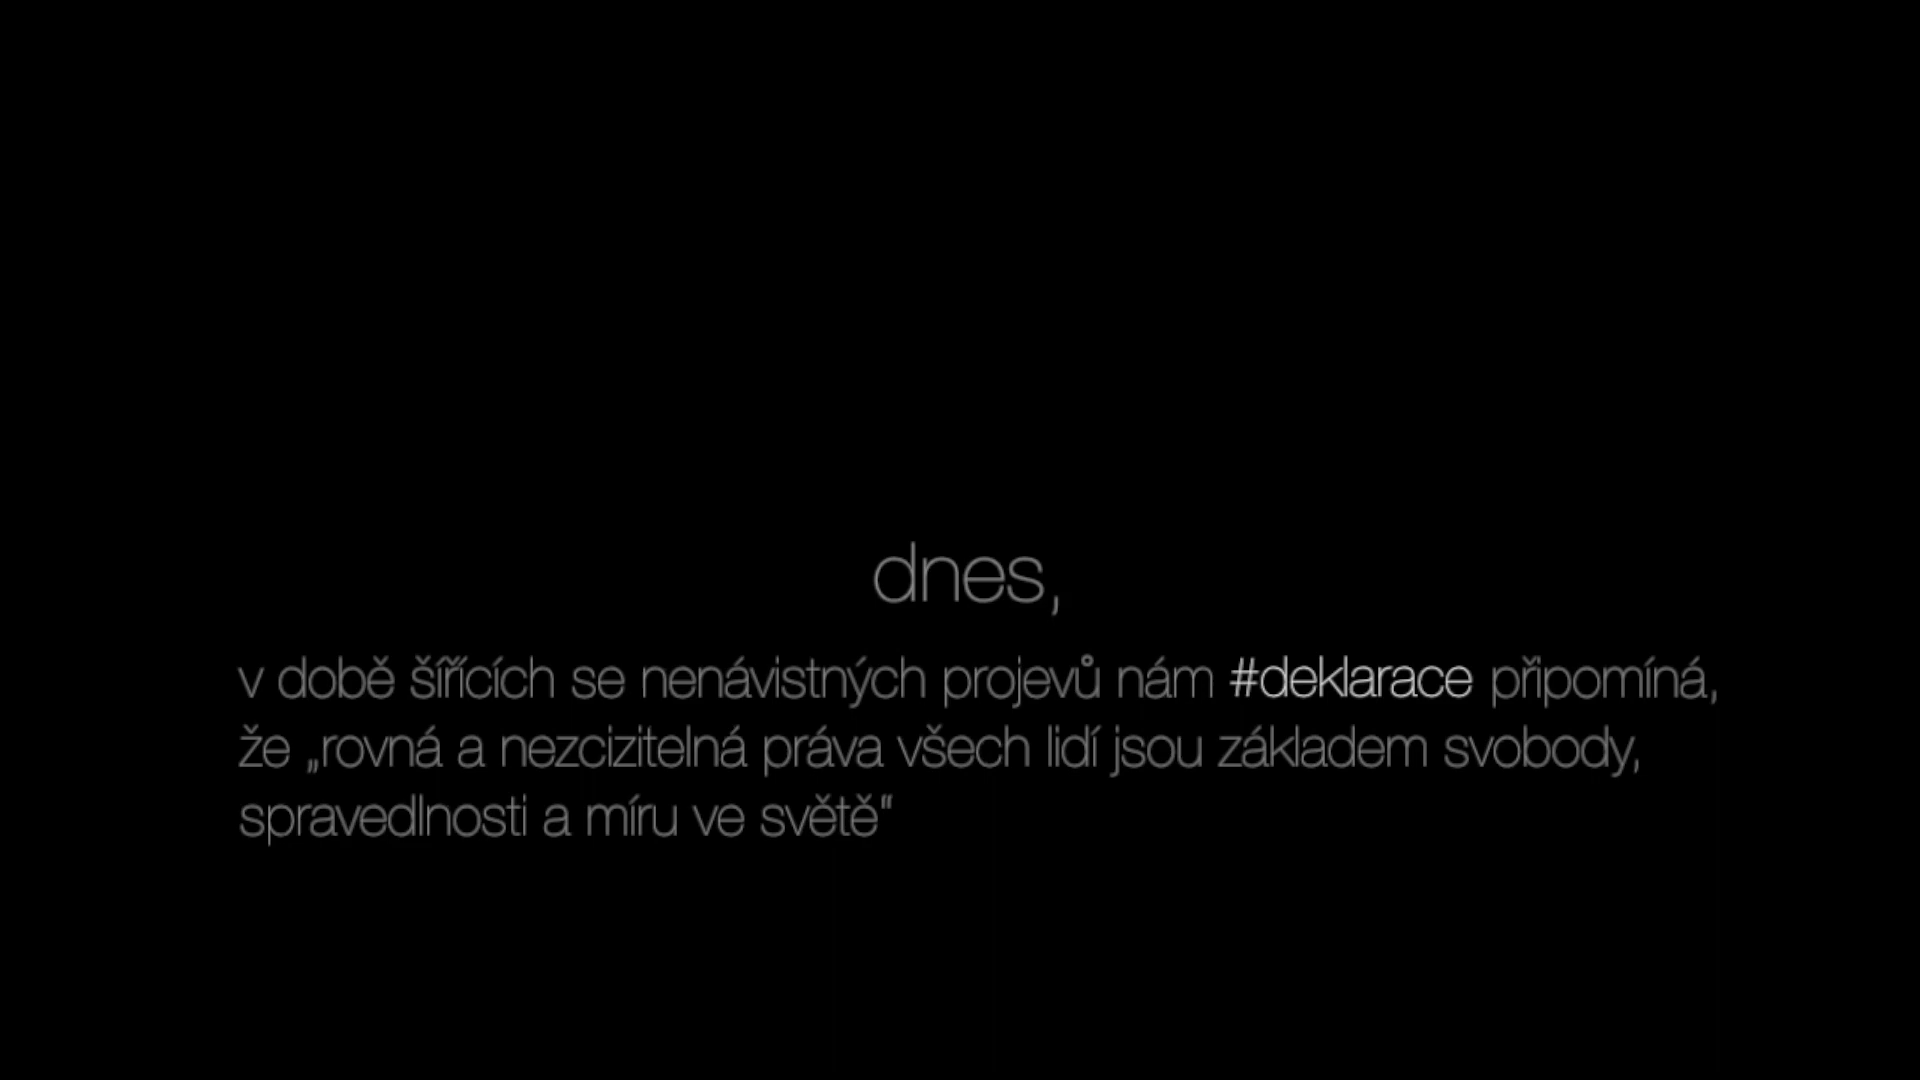 dnes,
v době šířících se nenávistných projevů nám #deklarace připomíná,
že „rovná a nezcizitelná práva všech lidí jsou základem svobody,
spravedlnosti a míru ve světě“